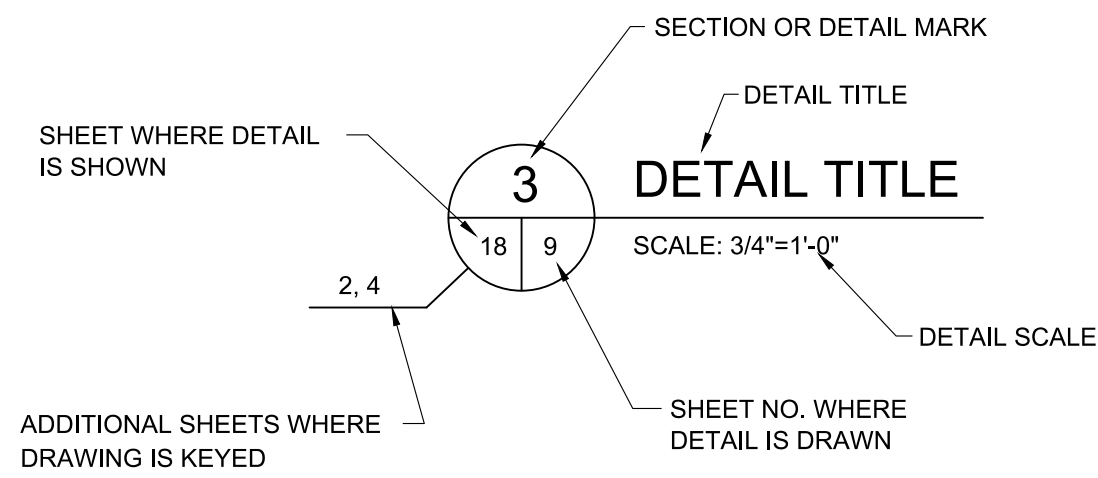 SECTION OR DETAIL MARK
DETAIL TITLE
SHEET WHERE DETAIL
IS SHOWN
3
DETAIL TITLE
18
9
SCALE: 3/4"=1'-0"
2, 4
DETAIL SCALE
ADDITIONAL SHEETS WHERE
DRAWING IS KEYED
SHEET NO. WHERE
DETAIL IS DRAWN